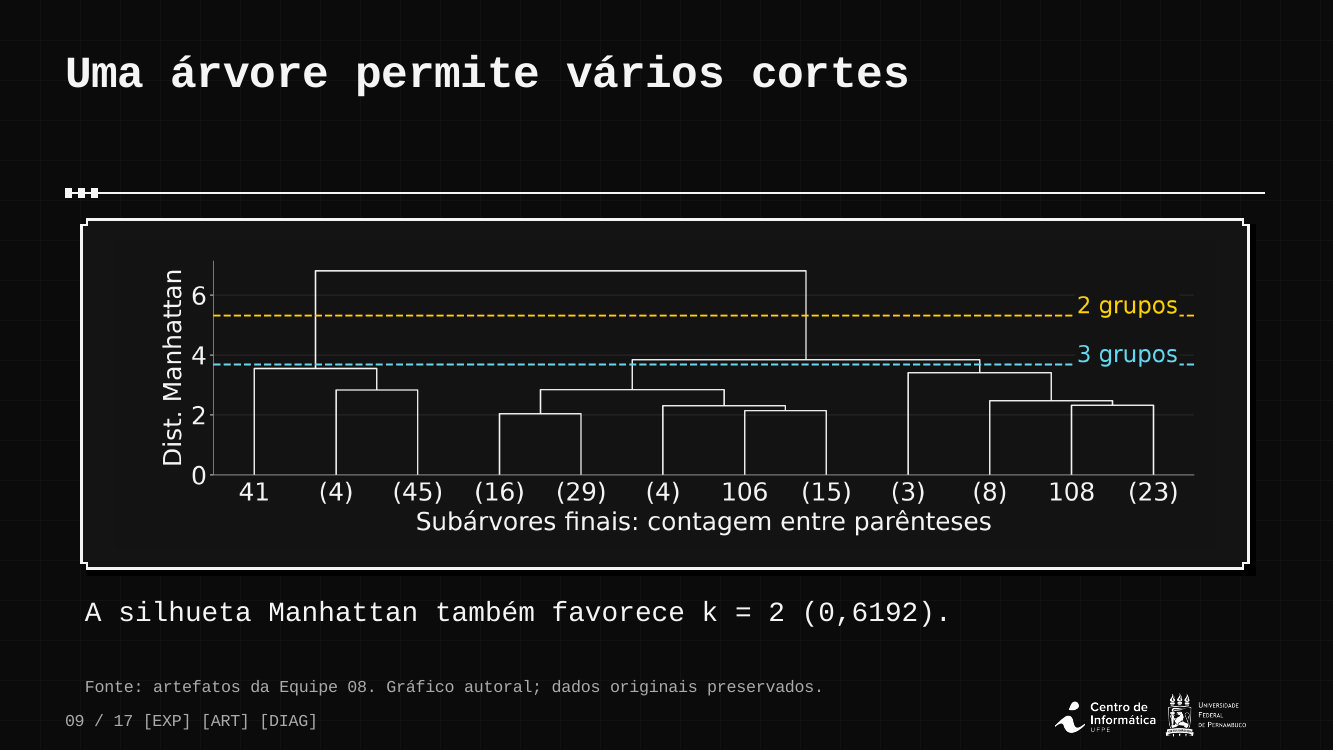 Uma árvore permite vários cortes
Dist. Manhattan
6
4
2
0
2 grupos
3 grupos
41 (4) (45) (16) (29) (4) 106 (15) (3) (8) 108 (23)
Subárvores finais: contagem entre parênteses
A silhueta Manhattan também favorece k = 2 (0,6192).
Fonte: artefatos da Equipe 08. Gráfico autoral; dados originais preservados.
09 / 17 [EXP] [ART] [DIAG]
Centro de
Informática
UFPE
Universidade
Federal
de Pernambuco